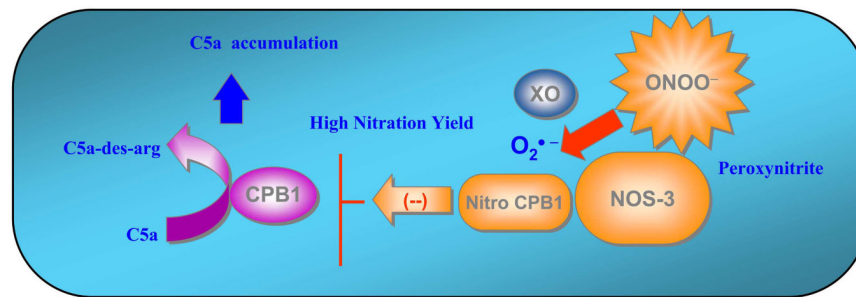 C5a accumulation
XO
ONOO⁻
High Nitration Yield
C5a-des-arg
O₂•⁻
Peroxynitrite
CPB1
(--)
Nitro CPB1
NOS-3
C5a